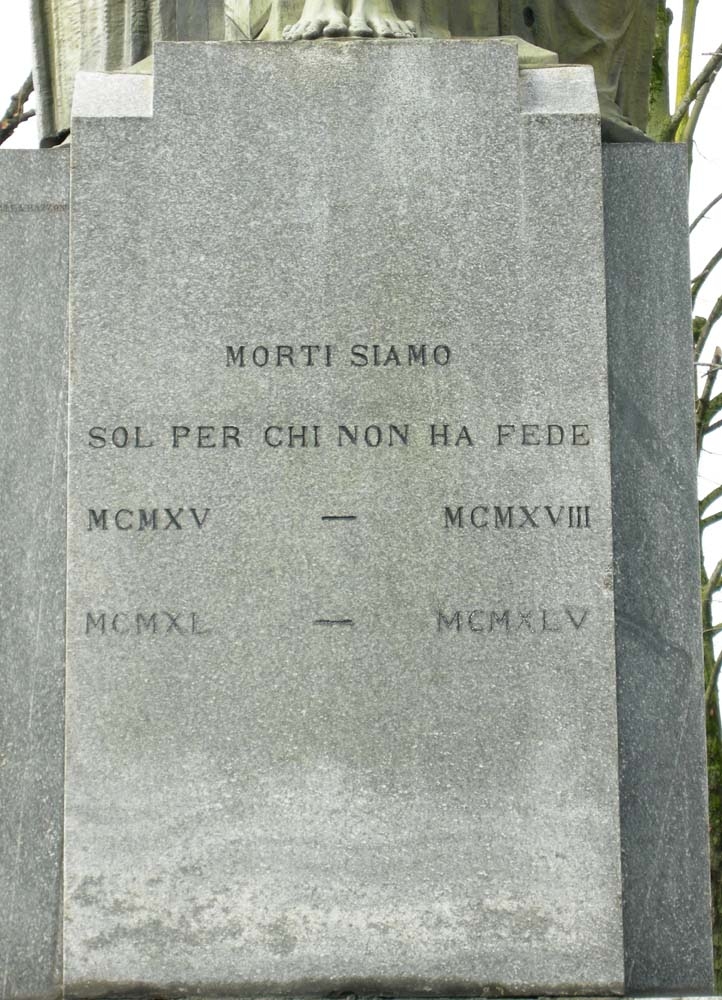 MORTI SIAMO
SOL PER CHI NON HA FEDE
MCMXV — MCMXVIII
MCMXL — MCMXLV